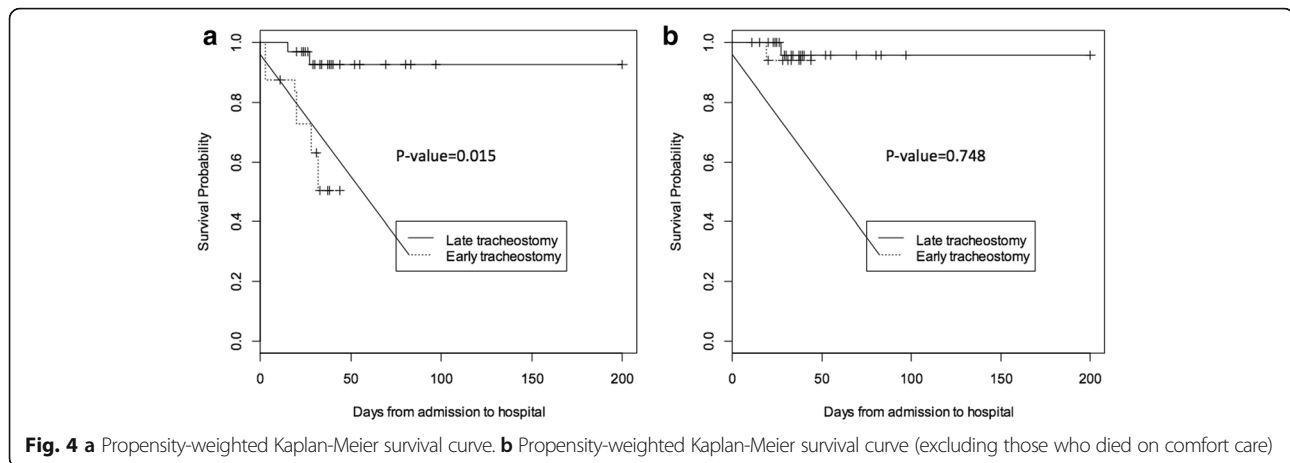 a
1.0
0.8
0.6
0.4
0.2
0.0
Survival Probability
P-value=0.015
Late tracheostomy
Early tracheostomy
0 50 100 150 200
Days from admission to hospital
b
1.0
0.8
0.6
0.4
0.2
0.0
Survival Probability
P-value=0.748
Late tracheostomy
Early tracheostomy
0 50 100 150 200
Days from admission to hospital
Fig. 4 a Propensity-weighted Kaplan-Meier survival curve. b Propensity-weighted Kaplan-Meier survival curve (excluding those who died on comfort care)